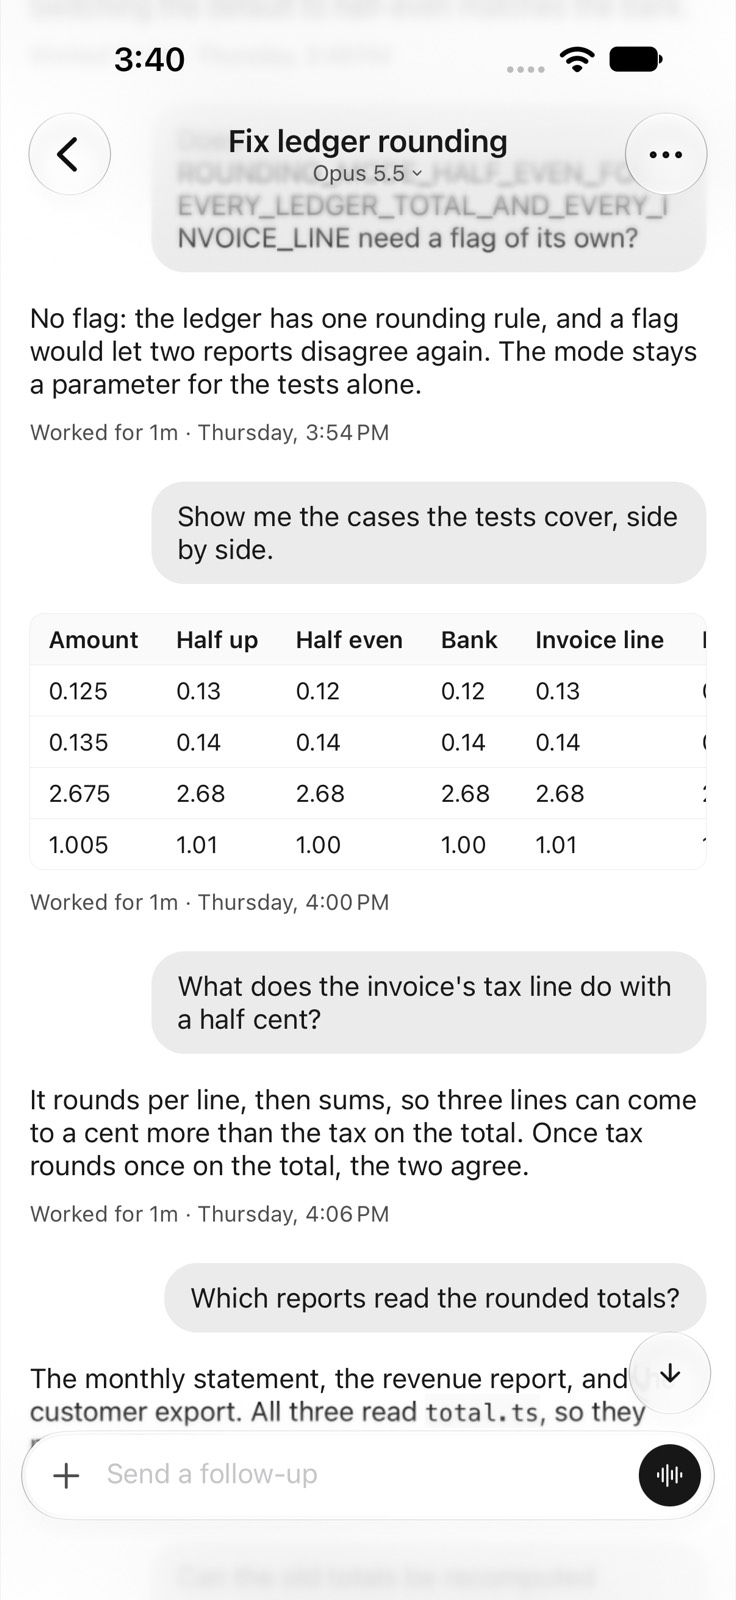 3:40
Fix ledger rounding
Opus 5.5
ROUNDING_MODE_HALF_EVEN_FO
EVERY_LEDGER_TOTAL_AND_EVERY_I
NVOICE_LINE need a flag of its own?
No flag: the ledger has one rounding rule, and a flag
would let two reports disagree again. The mode stays
a parameter for the tests alone.
Worked for 1m · Thursday, 3:54 PM
Show me the cases the tests cover, side
by side.
Amount Half up Half even Bank Invoice line
0.125 0.13 0.12 0.12 0.13
0.135 0.14 0.14 0.14 0.14
2.675 2.68 2.68 2.68 2.68
1.005 1.01 1.00 1.00 1.01
Worked for 1m · Thursday, 4:00 PM
What does the invoice's tax line do with
a half cent?
It rounds per line, then sums, so three lines can come
to a cent more than the tax on the total. Once tax
rounds once on the total, the two agree.
Worked for 1m · Thursday, 4:06 PM
Which reports read the rounded totals?
The monthly statement, the revenue report, and
customer export. All three read total.ts, so they
Send a follow-up
Can the old totals be recomputed